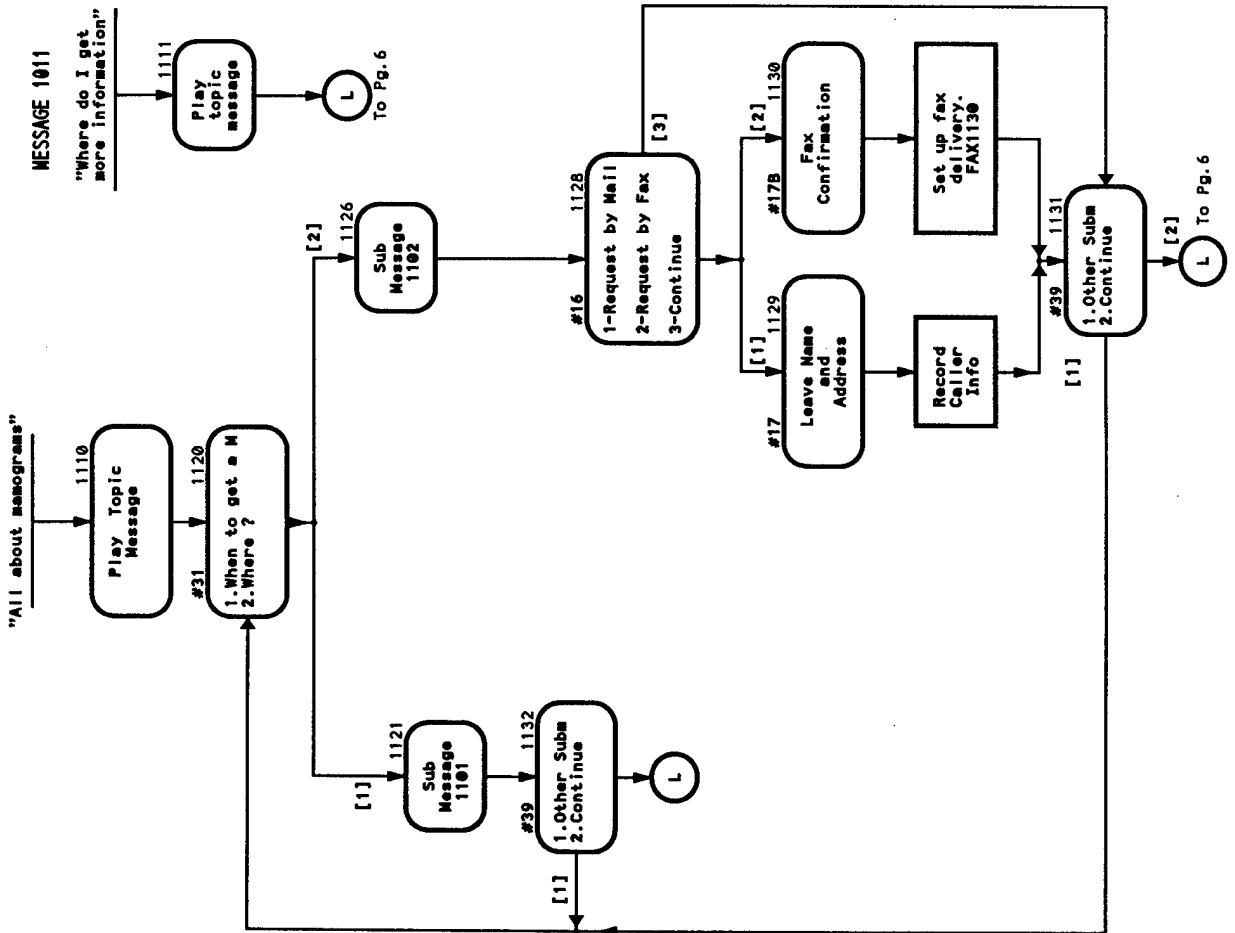 MESSAGE 1011
"Where do I get
more information"
1111
Play
topic
message
L
To Pg.6
"All about mamograms"
1110
Play Topic
Message
#31
1120
1.When to get a M
2.Where ?
[1]
1121
Sub
Message
1101
#39
1132
1.Other Subm
2.Continue
[1]
L
[2]
1126
Sub
Message
1102
#16
1128
1-Request by Mail
2-Request by Fax
3-Continue
[3]
[1]
#17
1129
Leave Name
and
Address
Record
Caller
Info
[2]
#17B
1130
Fax
Confirmation
Set up fax
delivery.
FAX1130
#39
1131
1.Other Subm
2.Continue
[1]
[2]
L
To Pg.6